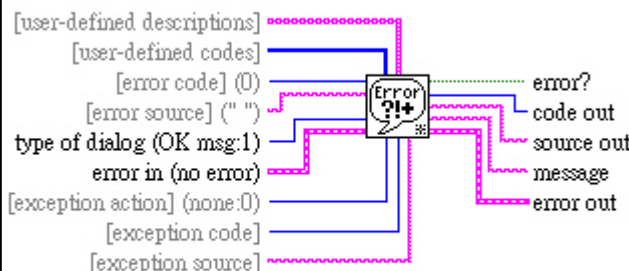 [user-defined descriptions]
[user-defined codes]
[error code] (0)
[error source] (" ")
type of dialog (OK msg:1)
error in (no error)
[exception action] (none:0)
[exception code]
[exception source]
Error
?!+
error?
code out
source out
message
error out